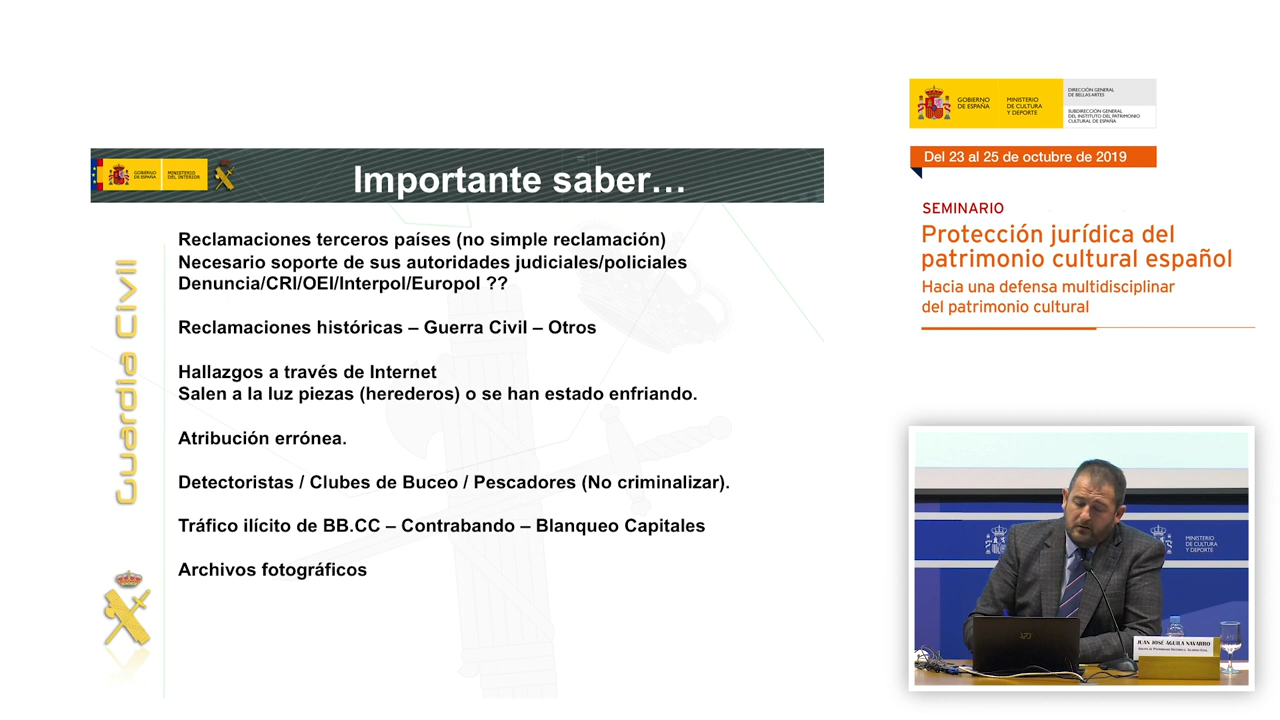 GOBIERNO
DE ESPAÑA
MINISTERIO
DEL INTERIOR
Importante saber…
Guardia Civil
Reclamaciones terceros países (no simple reclamación)
Necesario soporte de sus autoridades judiciales/policiales
Denuncia/CRI/OEI/Interpol/Europol ??
Reclamaciones históricas – Guerra Civil – Otros
Hallazgos a través de Internet
Salen a la luz piezas (herederos) o se han estado enfriando.
Atribución errónea.
Detectoristas / Clubes de Buceo / Pescadores (No criminalizar).
Tráfico ilícito de BB.CC – Contrabando – Blanqueo Capitales
Archivos fotográficos
GOBIERNO
DE ESPAÑA
MINISTERIO
DE CULTURA
Y DEPORTE
DIRECCIÓN GENERAL
DE BELLAS ARTES
SUBDIRECCIÓN GENERAL
DEL INSTITUTO DEL PATRIMONIO
CULTURAL DE ESPAÑA
Del 23 al 25 de octubre de 2019
SEMINARIO
Protección jurídica del
patrimonio cultural español
Hacia una defensa multidisciplinar
del patrimonio cultural
MINISTERIO
DE CULTURA
Y DEPORTE
JUAN JOSÉ ÁGUILA NAVARRO